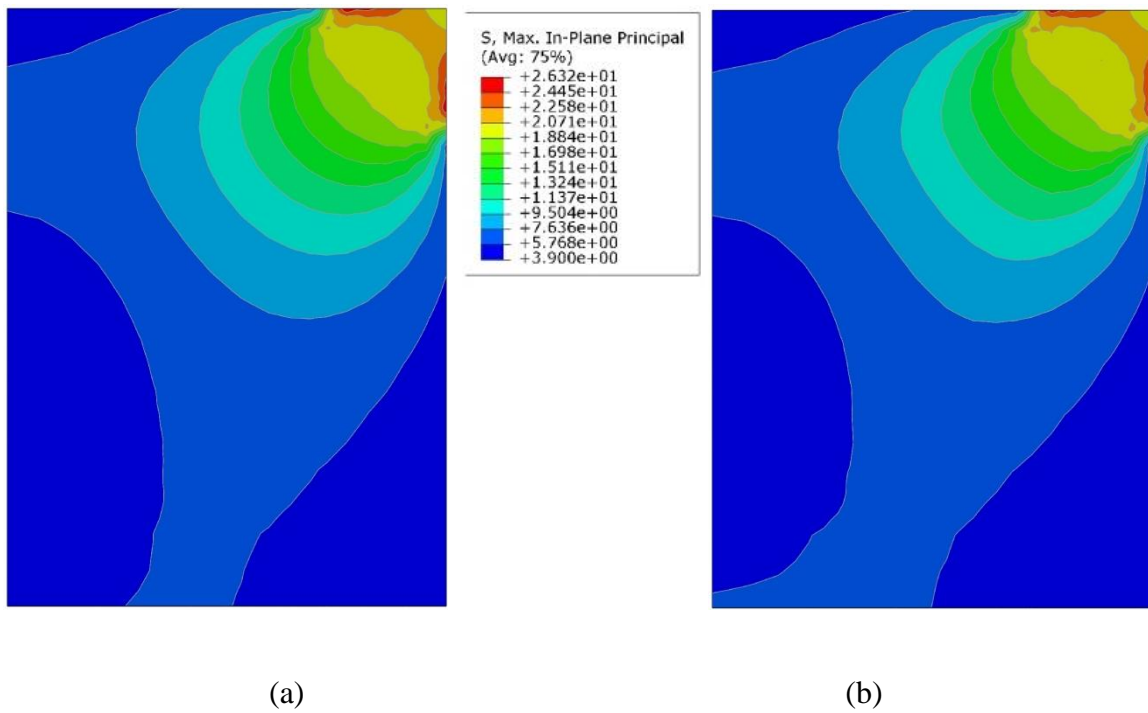 S, Max. In-Plane Principal
(Avg: 75%)
+2.632e+01
+2.445e+01
+2.258e+01
+2.071e+01
+1.884e+01
+1.698e+01
+1.511e+01
+1.324e+01
+1.137e+01
+9.504e+00
+7.636e+00
+5.768e+00
+3.900e+00
(a)
(b)